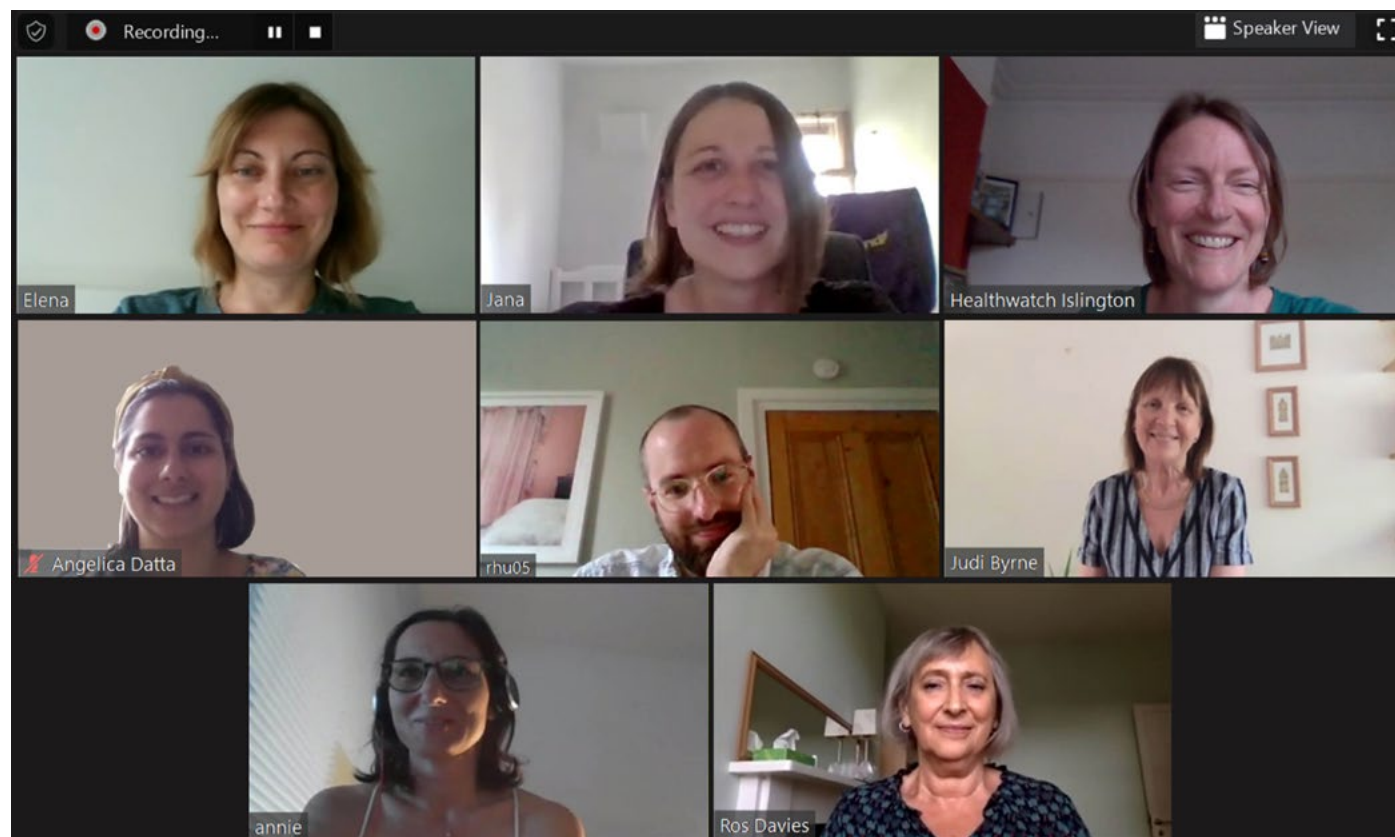 Recording...
Speaker View
Elena
Jana
Healthwatch Islington
Angelica Datta
rhu05
Judi Byrne
annie
Ros Davies